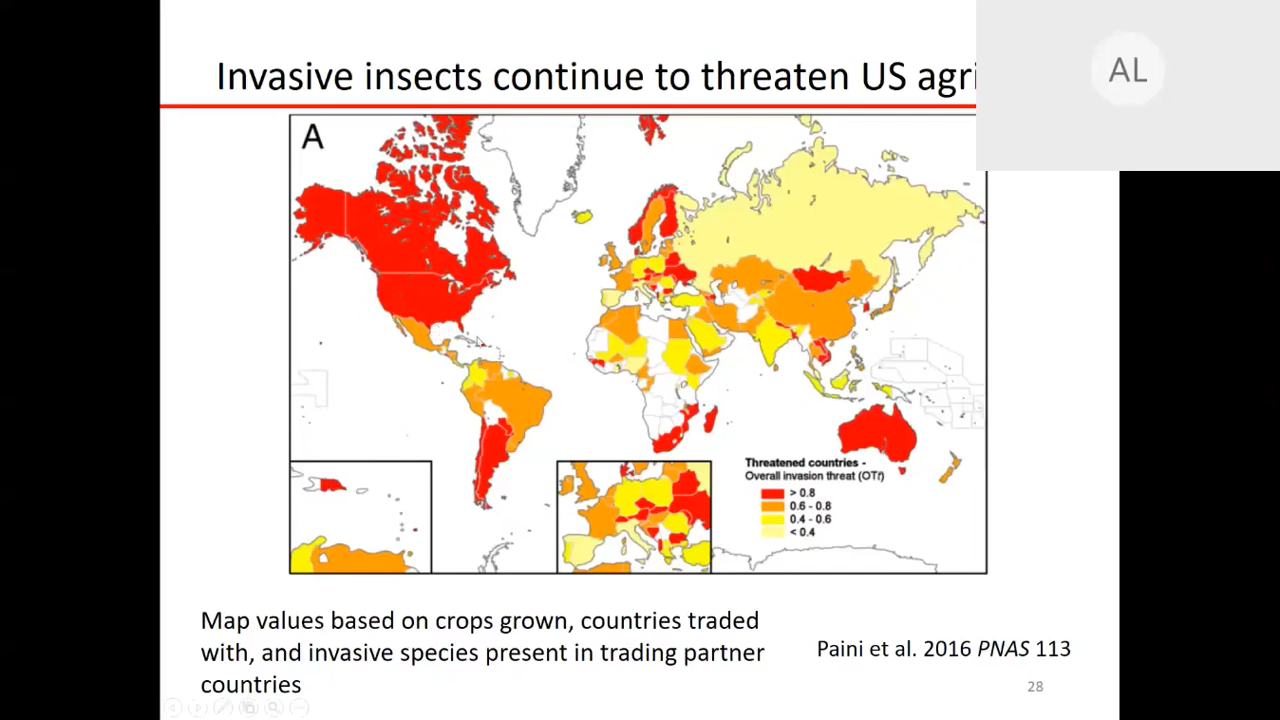 Invasive insects continue to threaten US agri
AL
A
Threatened countries -
Overall invasion threat (OTt)
> 0.8
0.6 - 0.8
0.4 - 0.6
< 0.4
Map values based on crops grown, countries traded
with, and invasive species present in trading partner
countries
Paini et al. 2016 PNAS 113
28